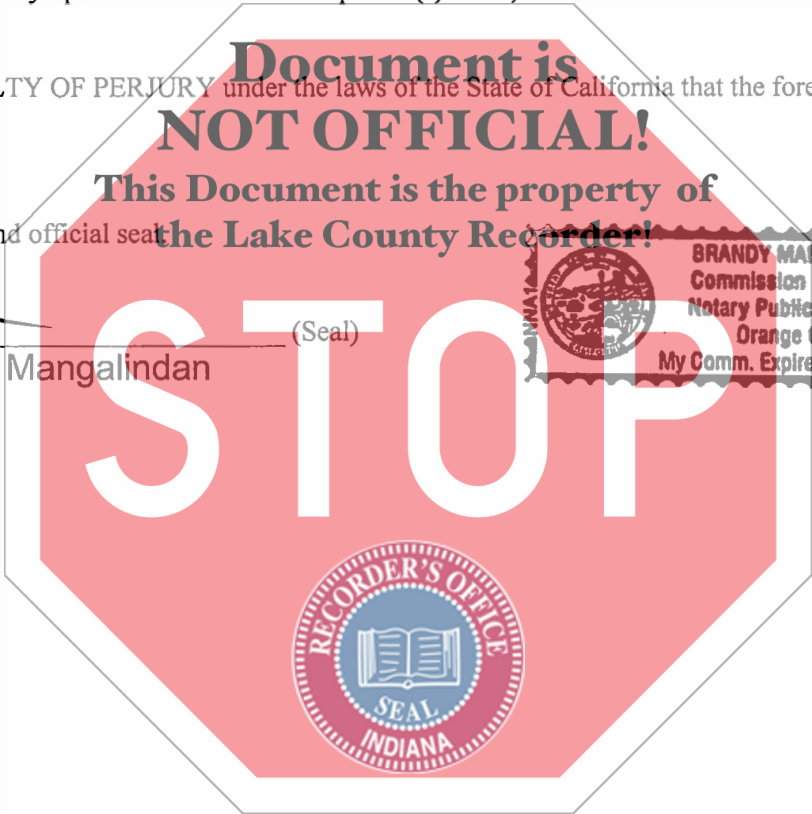 Document is
LTY OF PERJURY under the laws of the State of California that the fore
NOT OFFICIAL!
This Document is the property of
nd official seal.
the Lake County Recorder!
BRANDY MA
Commission
Notary Public
Orange
My Comm. Expire
NNA1
(Seal)
Mangalindan
STOP
RECORDER'S OFFICE
SEAL
INDIANA